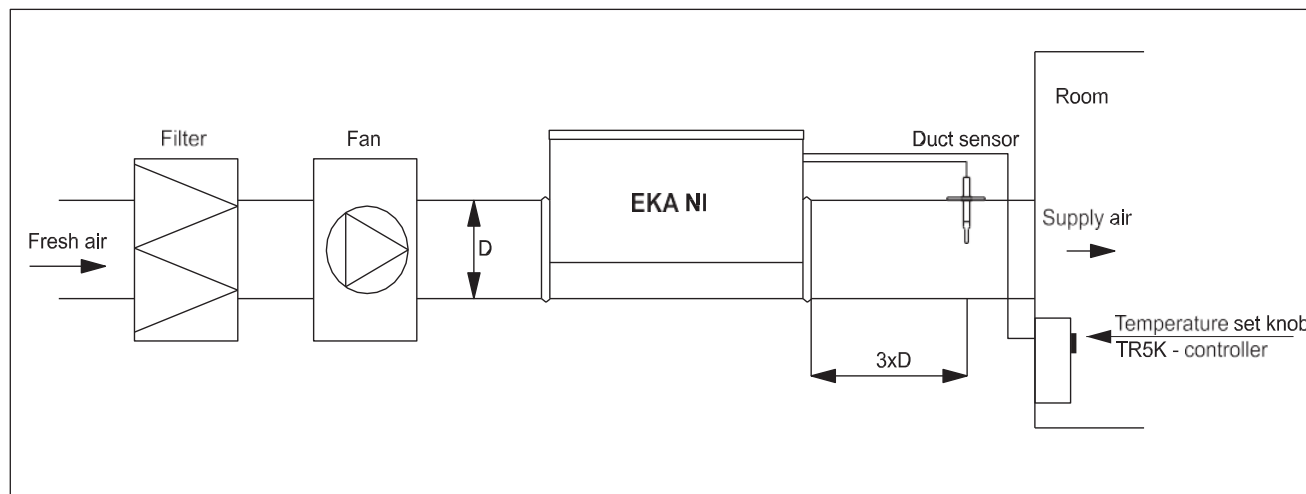 Room
Filter
Fan
Duct sensor
EKA NI
Fresh air
D
Supply air
Temperature set knob
TR5K - controller
3xD